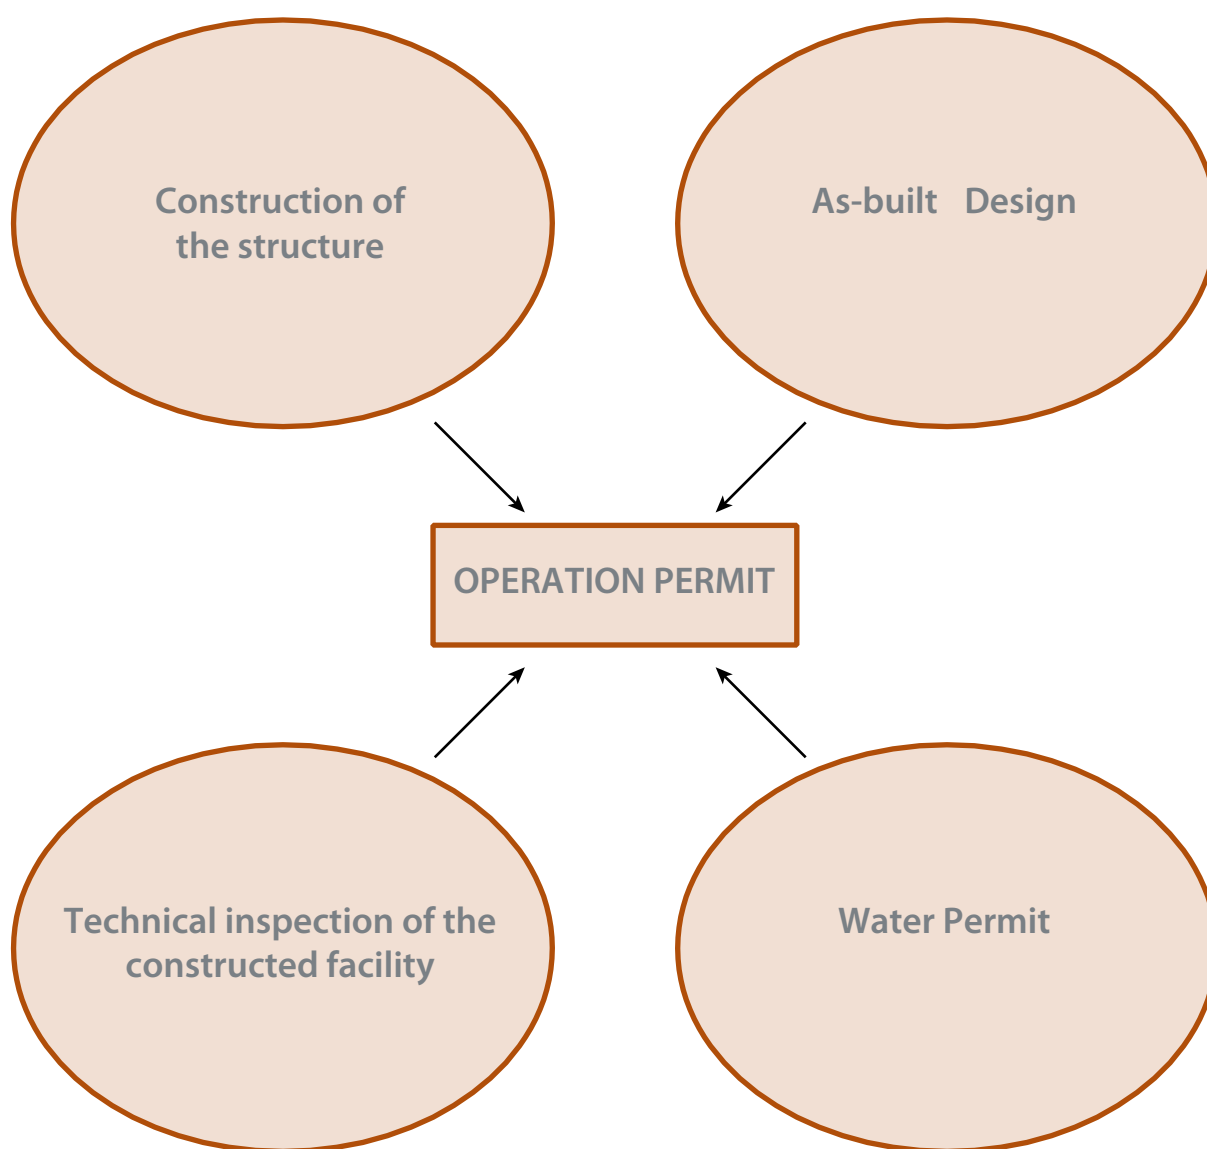 Construction of
the structure
As-built Design
OPERATION PERMIT
Technical inspection of the
constructed facility
Water Permit